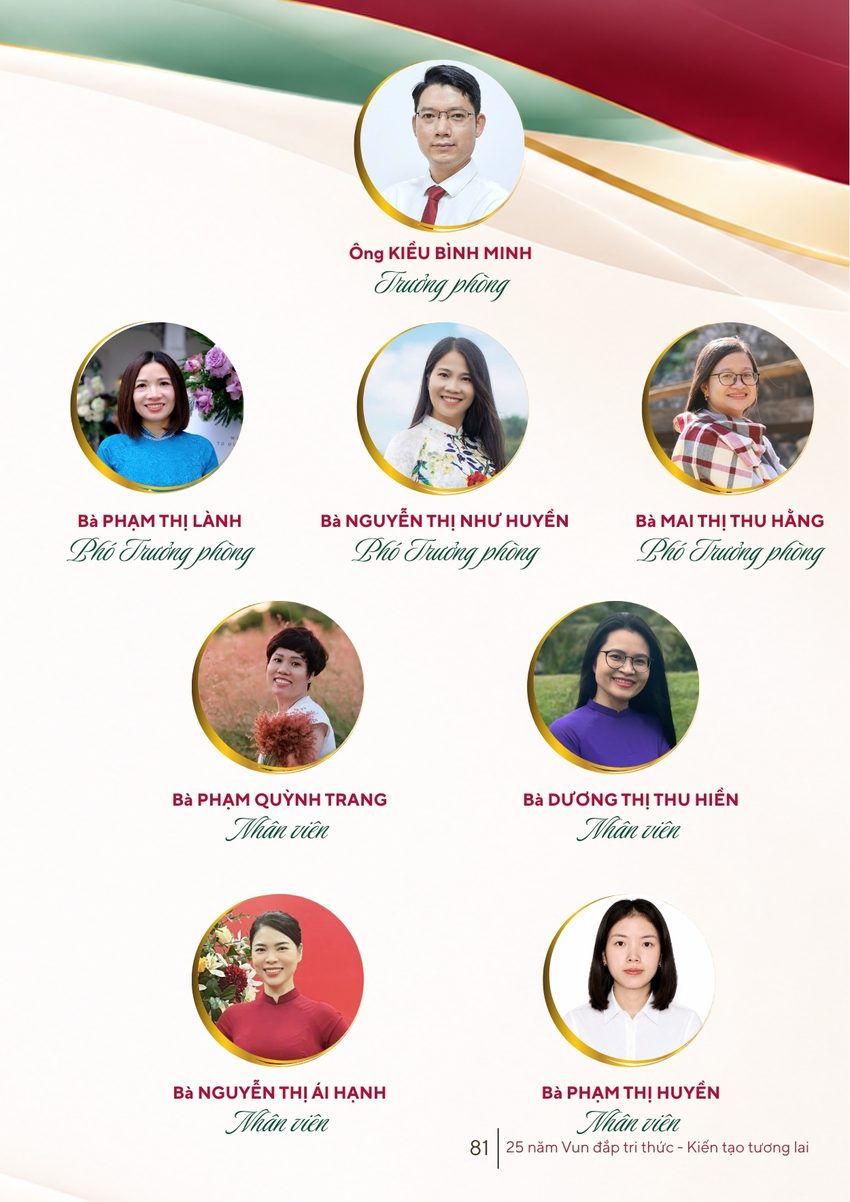 Ông KIỀU BÌNH MINH
Trưởng phòng
Bà PHẠM THỊ LÀNH
Phó Trưởng phòng
Bà NGUYỄN THỊ NHƯ HUYỀN
Phó Trưởng phòng
Bà MAI THỊ THU HẰNG
Phó Trưởng phòng
Bà PHẠM QUỲNH TRANG
Nhân viên
Bà DƯƠNG THỊ THU HIỀN
Nhân viên
Bà NGUYỄN THỊ ÁI HẠNH
Nhân viên
Bà PHẠM THỊ HUYỀN
Nhân viên
81 25 năm Vun đắp tri thức - Kiến tạo tương lai